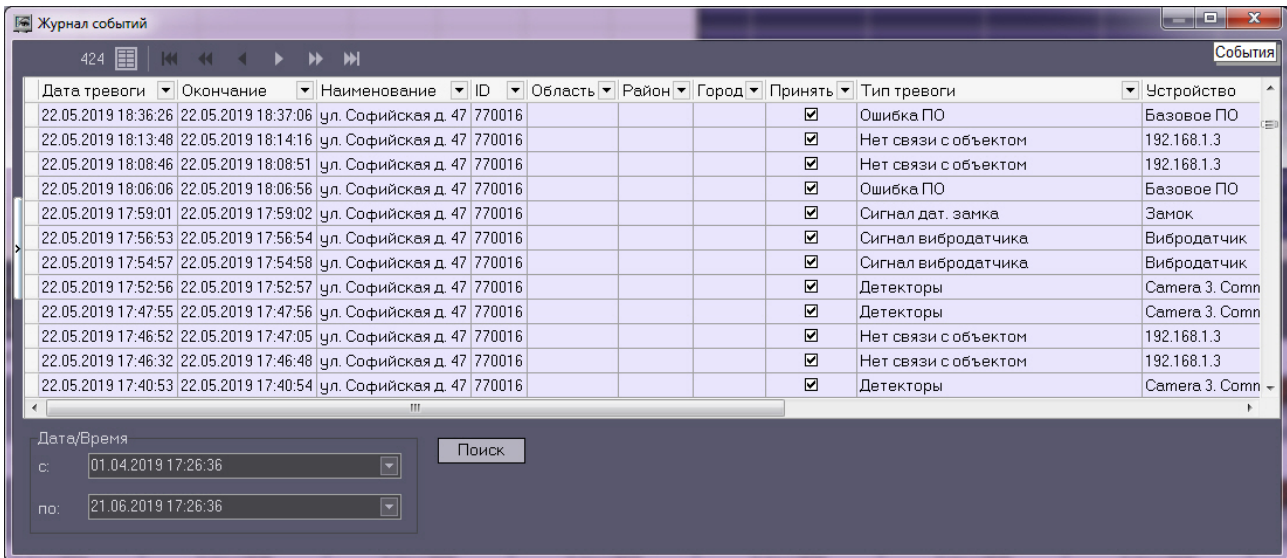 Журнал событий
424
События
Дата тревоги Окончание Наименование ID Область Район Город Принять Тип тревоги Устройство
22.05.2019 18:36:26 22.05.2019 18:37:06 ул. Софийская д. 47 770016 Ошибка ПО Базовое ПО
22.05.2019 18:13:48 22.05.2019 18:14:16 ул. Софийская д. 47 770016 Нет связи с объектом 192.168.1.3
22.05.2019 18:08:46 22.05.2019 18:08:51 ул. Софийская д. 47 770016 Нет связи с объектом 192.168.1.3
22.05.2019 18:06:06 22.05.2019 18:06:56 ул. Софийская д. 47 770016 Ошибка ПО Базовое ПО
22.05.2019 17:59:01 22.05.2019 17:59:02 ул. Софийская д. 47 770016 Сигнал дат. замка Замок
22.05.2019 17:56:53 22.05.2019 17:56:54 ул. Софийская д. 47 770016 Сигнал вибродатчика Вибродатчик
22.05.2019 17:54:57 22.05.2019 17:54:58 ул. Софийская д. 47 770016 Сигнал вибродатчика Вибродатчик
22.05.2019 17:52:56 22.05.2019 17:52:57 ул. Софийская д. 47 770016 Детекторы Camera 3. Comn
22.05.2019 17:47:55 22.05.2019 17:47:56 ул. Софийская д. 47 770016 Детекторы Camera 3. Comn
22.05.2019 17:46:52 22.05.2019 17:47:05 ул. Софийская д. 47 770016 Нет связи с объектом 192.168.1.3
22.05.2019 17:46:32 22.05.2019 17:46:48 ул. Софийская д. 47 770016 Нет связи с объектом 192.168.1.3
22.05.2019 17:40:53 22.05.2019 17:40:54 ул. Софийская д. 47 770016 Детекторы Camera 3. Comn
Дата/Время
с: 01.04.2019 17:26:36
Поиск
по: 21.06.2019 17:26:36